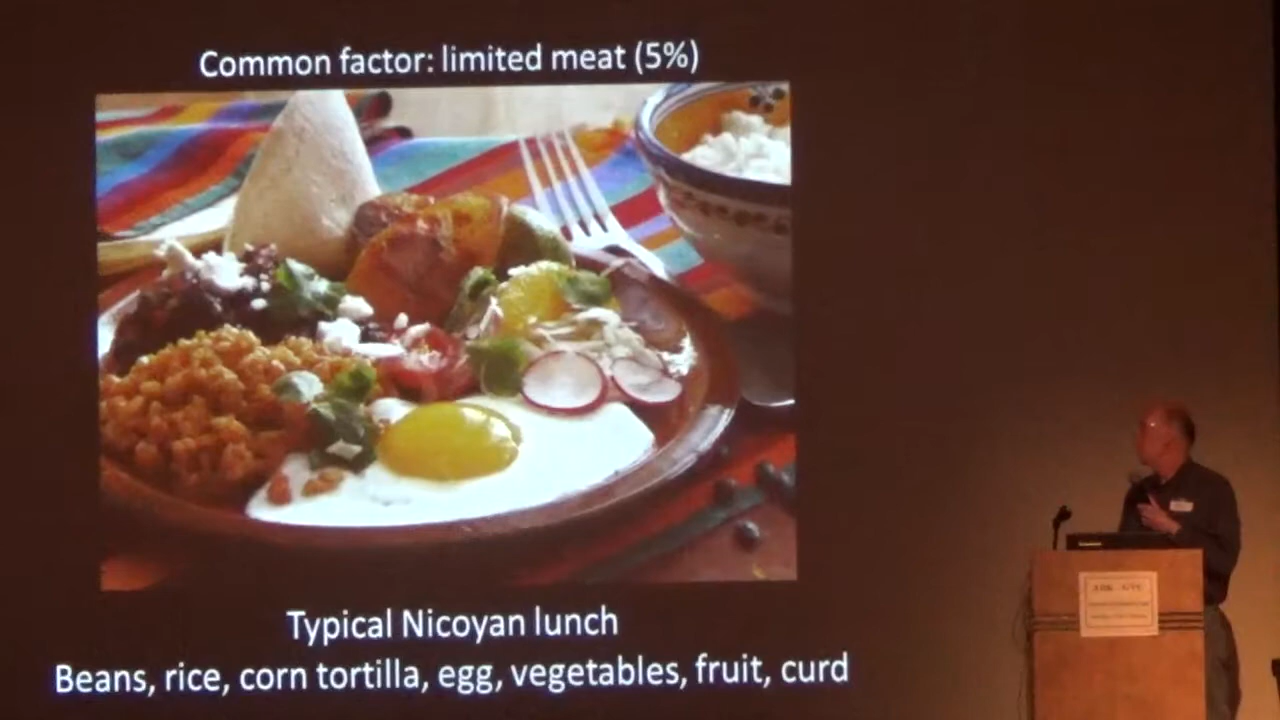 Common factor: limited meat (5%)
Typical Nicoyan lunch
Beans, rice, corn tortilla, egg, vegetables, fruit, curd